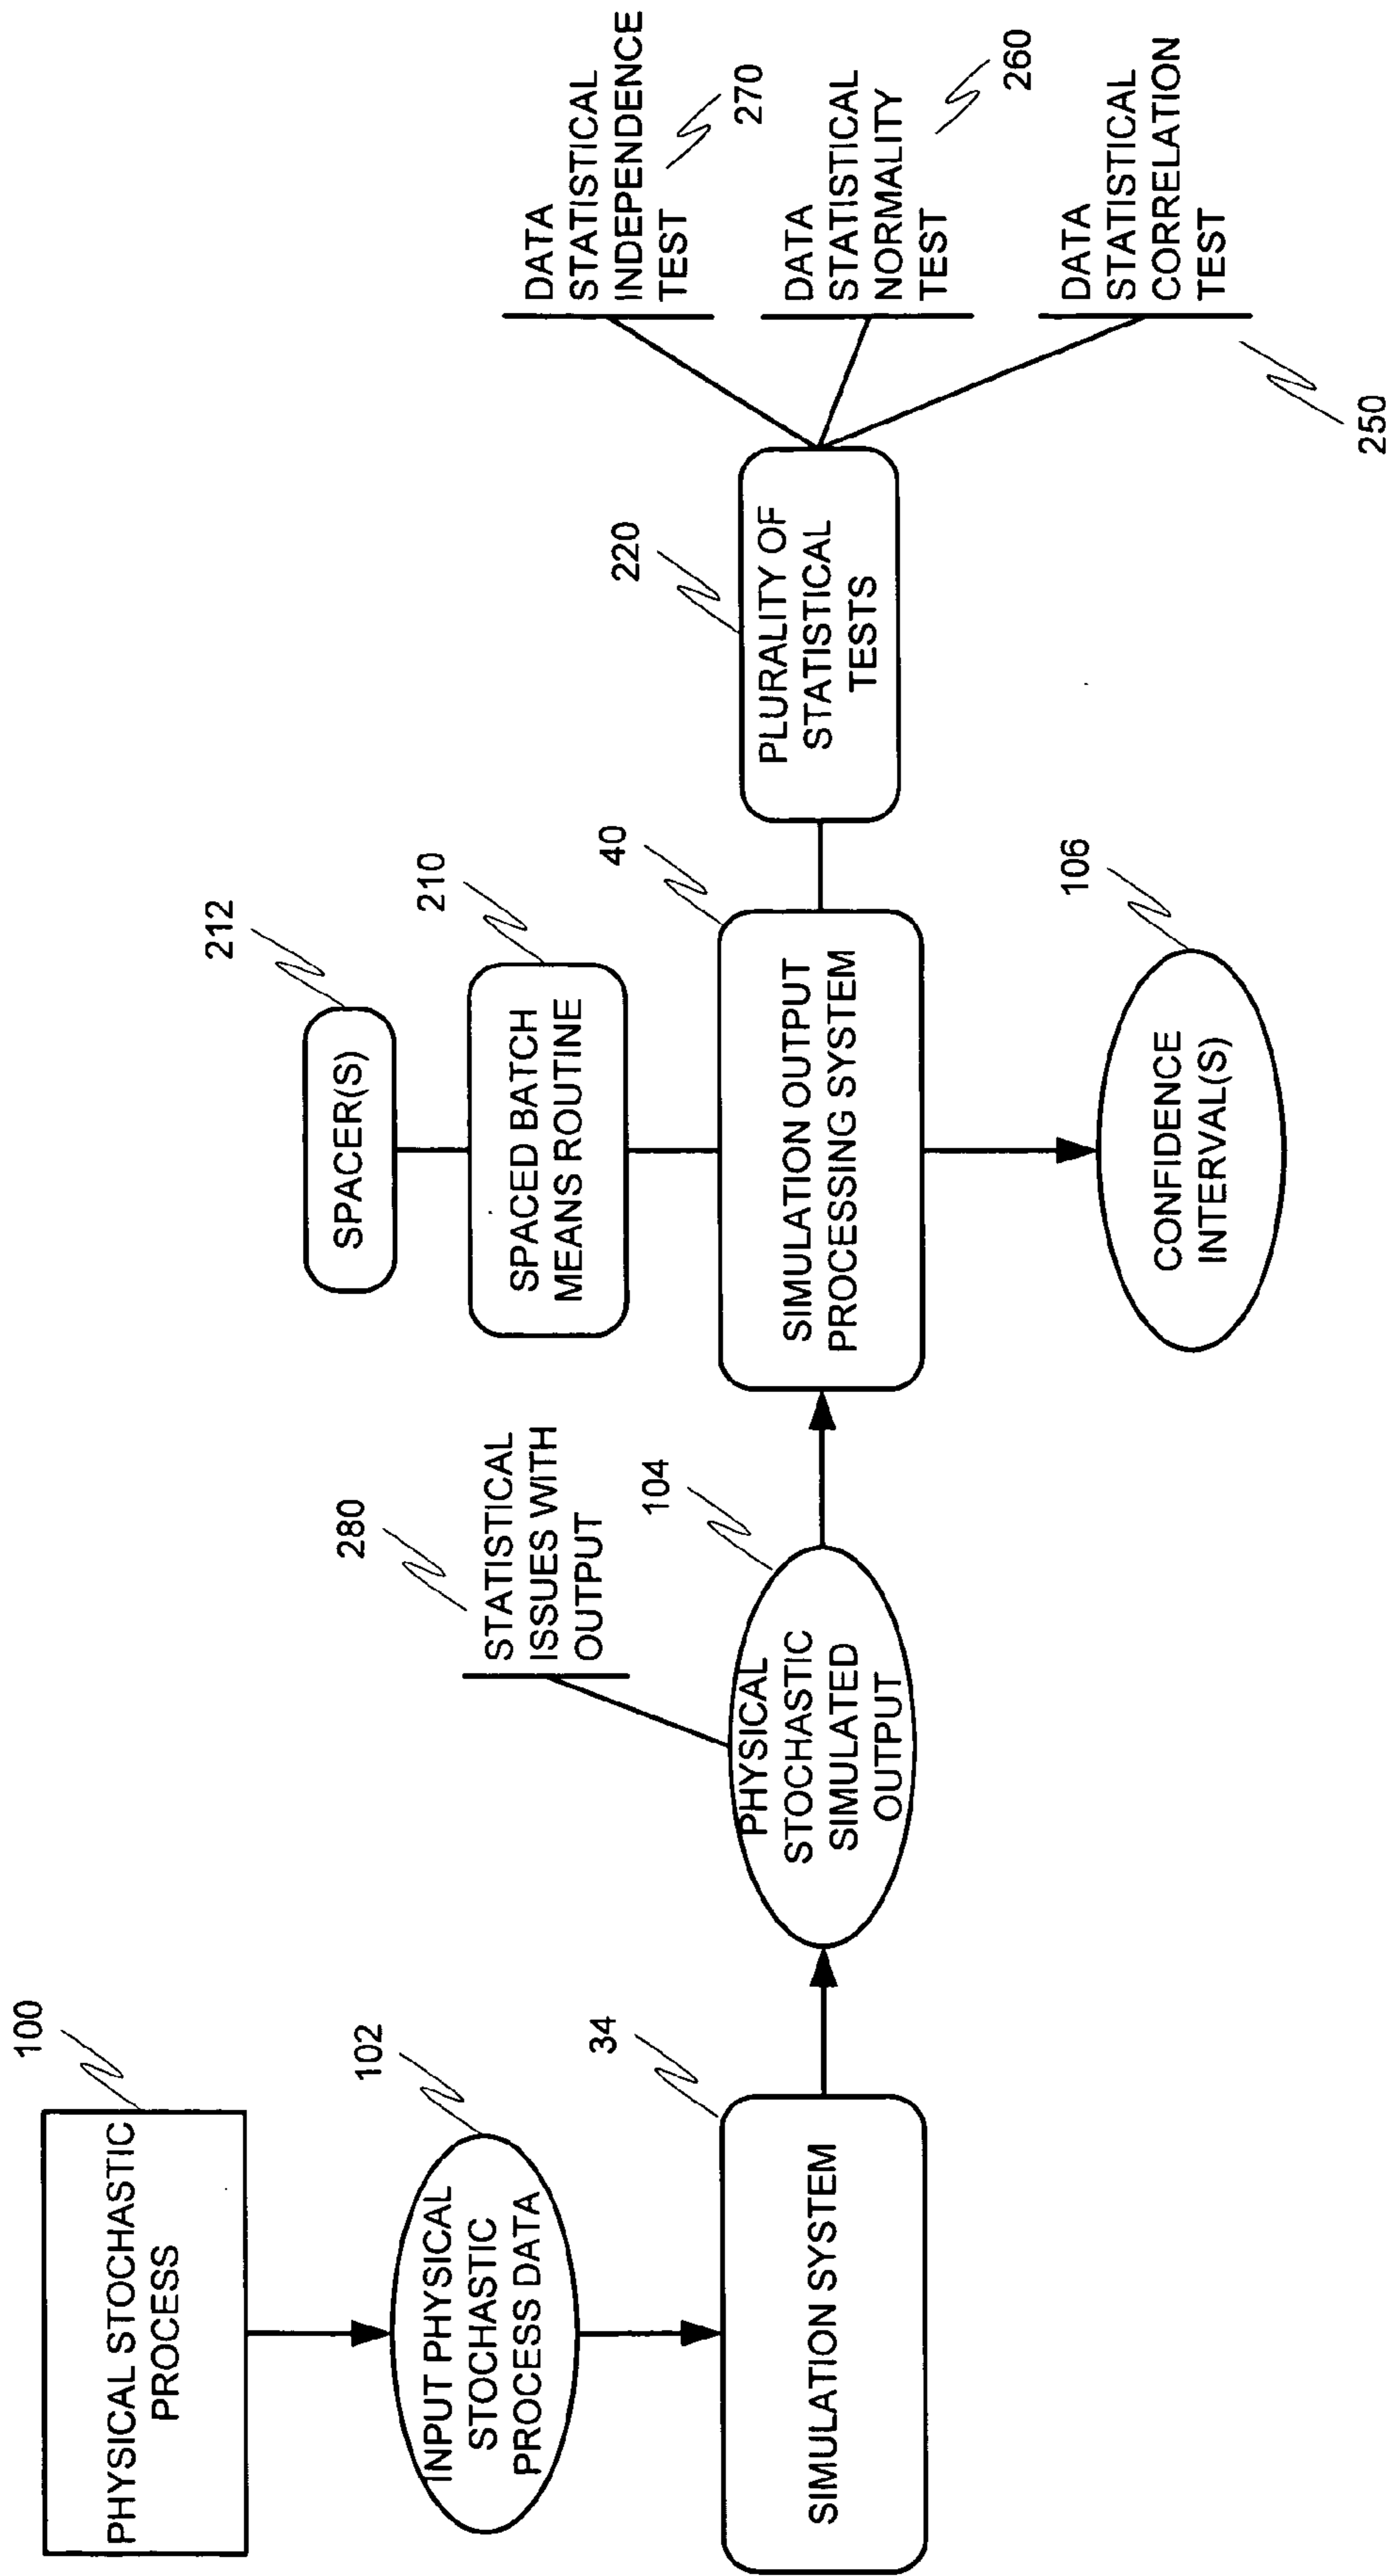 100
PHYSICAL STOCHASTIC
PROCESS
102
INPUT PHYSICAL
STOCHASTIC
PROCESS DATA
34
SIMULATION SYSTEM
280
STATISTICAL
ISSUES WITH
OUTPUT
104
PHYSICAL
STOCHASTIC
SIMULATED
OUTPUT
212
SPACER(S)
210
SPACED BATCH
MEANS ROUTINE
40
SIMULATION OUTPUT
PROCESSING SYSTEM
106
CONFIDENCE
INTERVAL(S)
220
PLURALITY OF
STATISTICAL
TESTS
DATA
STATISTICAL
INDEPENDENCE
TEST
270
DATA
STATISTICAL
NORMALITY
TEST
260
DATA
STATISTICAL
CORRELATION
TEST
250